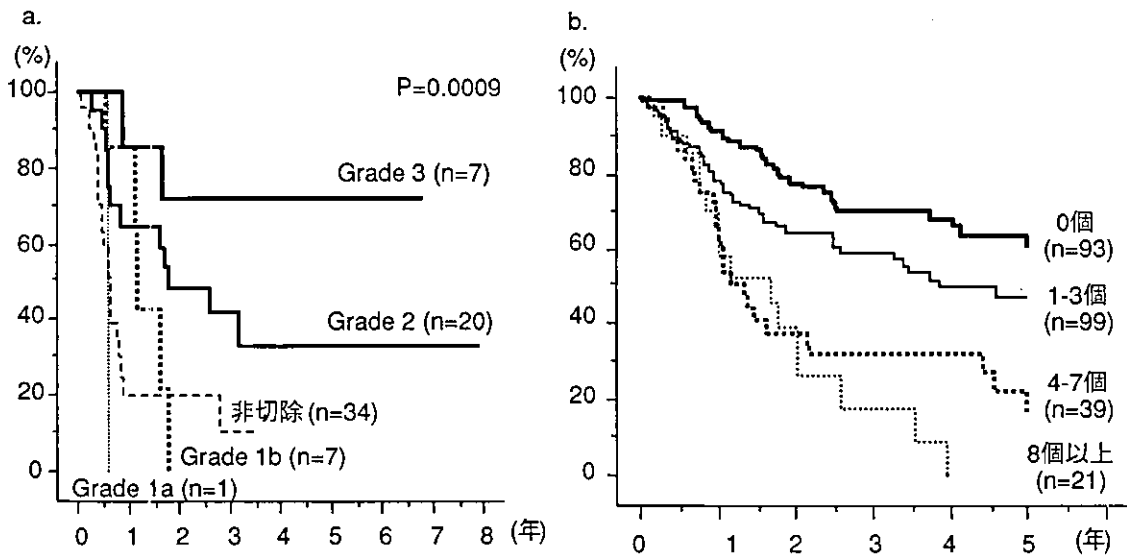 a.
(%)
100
80
60
40
20
0
P=0.0009
Grade 3 (n=7)
Grade 2 (n=20)
非切除 (n=34)
Grade 1b (n=7)
Grade 1a (n=1)
0 1 2 3 4 5 6 7 8 (年)
b.
(%)
100
80
60
40
20
0
0個
(n=93)
1-3個
(n=99)
4-7個
(n=39)
8個以上
(n=21)
0 1 2 3 4 5 (年)